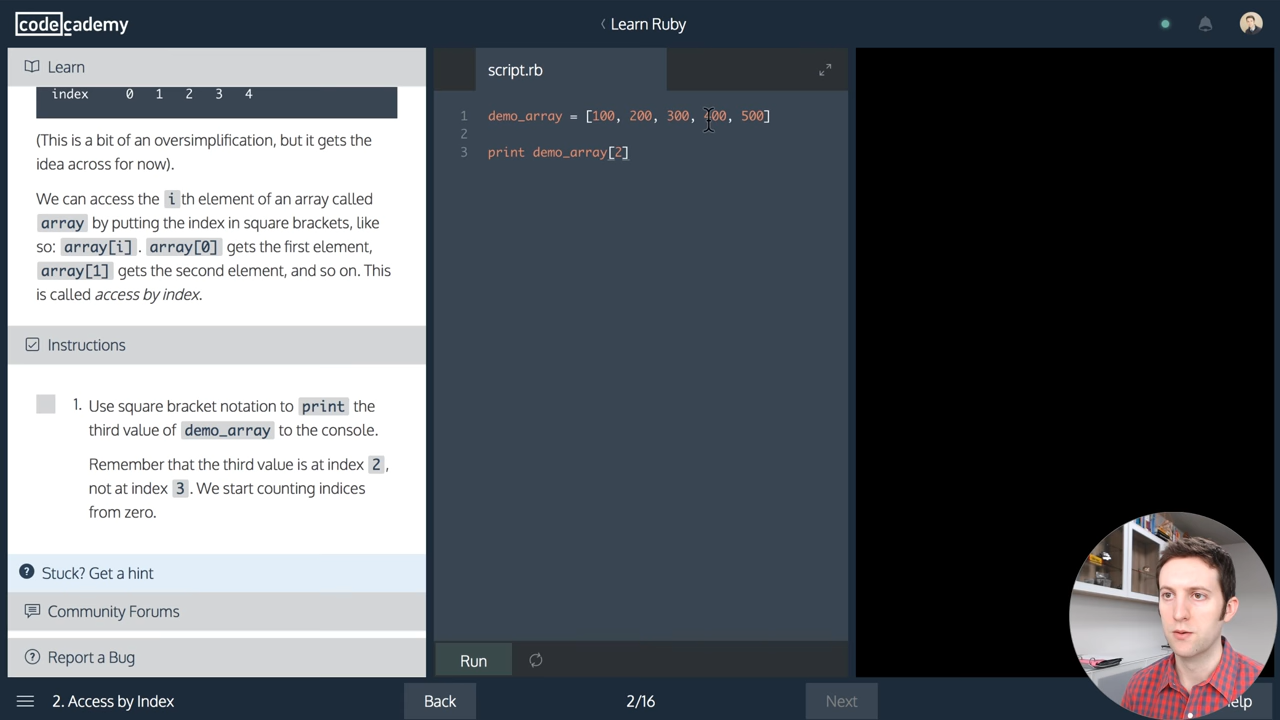 codecademy
Learn Ruby
Learn
script.rb
index 0 1 2 3 4
(This is a bit of an oversimplification, but it gets the
idea across for now).
We can access the i th element of an array called
array by putting the index in square brackets, like
so: array[i] . array[0] gets the first element,
array[1] gets the second element, and so on. This
is called access by index.
Instructions
1. Use square bracket notation to print the
third value of demo_array to the console.
Remember that the third value is at index 2 ,
not at index 3 . We start counting indices
from zero.
Stuck? Get a hint
Community Forums
Report a Bug
1 demo_array = [100, 200, 300, 400, 500]
2
3 print demo_array[2]
Run
2. Access by Index
Back
2/16
Next